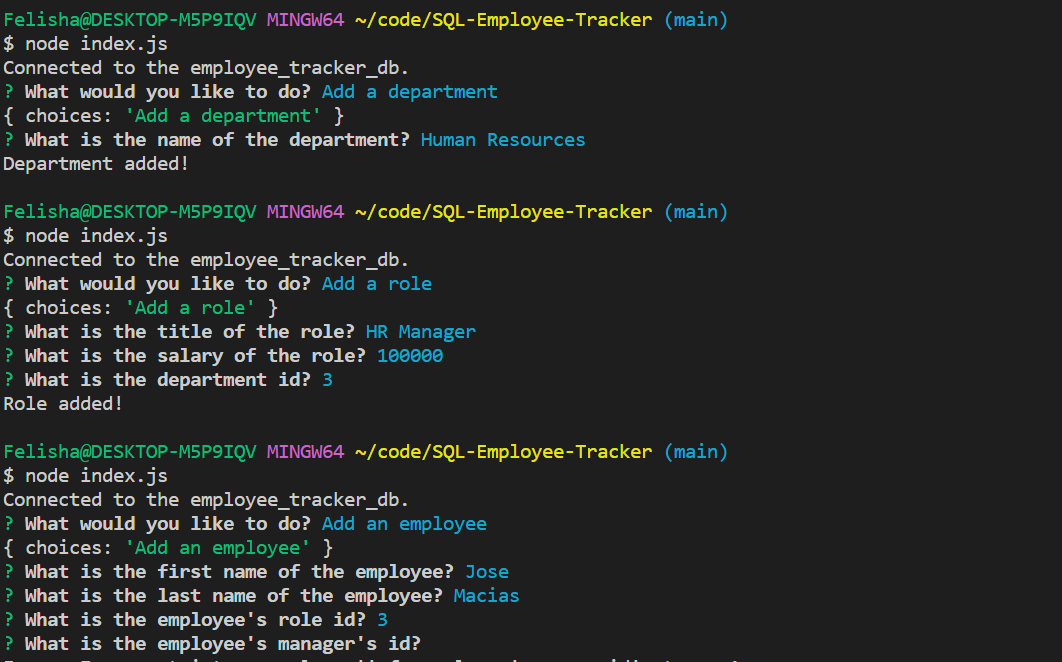 Felisha@DESKTOP-M5P9IQV MINGW64 ~/code/SQL-Employee-Tracker (main)
$ node index.js
Connected to the employee_tracker_db.
? What would you like to do? Add a department
{ choices: 'Add a department' }
? What is the name of the department? Human Resources
Department added!
Felisha@DESKTOP-M5P9IQV MINGW64 ~/code/SQL-Employee-Tracker (main)
$ node index.js
Connected to the employee_tracker_db.
? What would you like to do? Add a role
{ choices: 'Add a role' }
? What is the title of the role? HR Manager
? What is the salary of the role? 100000
? What is the department id? 3
Role added!
Felisha@DESKTOP-M5P9IQV MINGW64 ~/code/SQL-Employee-Tracker (main)
$ node index.js
Connected to the employee_tracker_db.
? What would you like to do? Add an employee
{ choices: 'Add an employee' }
? What is the first name of the employee? Jose
? What is the last name of the employee? Macias
? What is the employee's role id? 3
? What is the employee's manager's id?